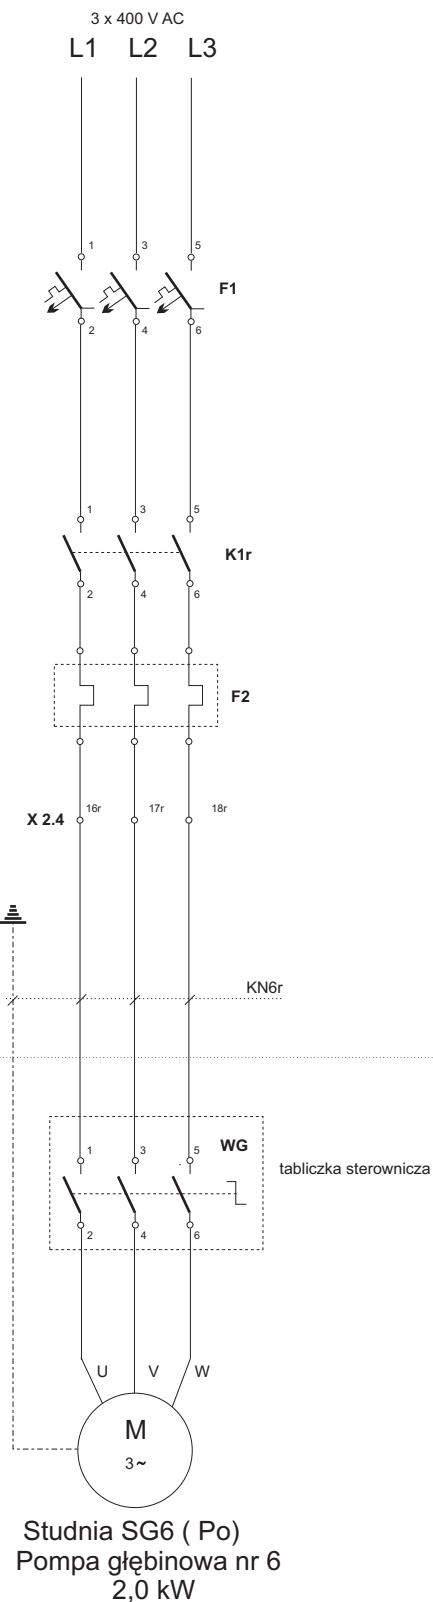 3 x 400 V AC
L1 L2 L3
1 3 5
F1
2 4 6
1 3 5
K1r
2 4 6
F2
X 2.4 16r 17r 18r
KN6r
WG
1 3 5
tabliczka sterownicza
2 4 6
U V W
M
3~
Studnia SG6 ( Po)
Pompa głębinowa nr 6
2,0 kW